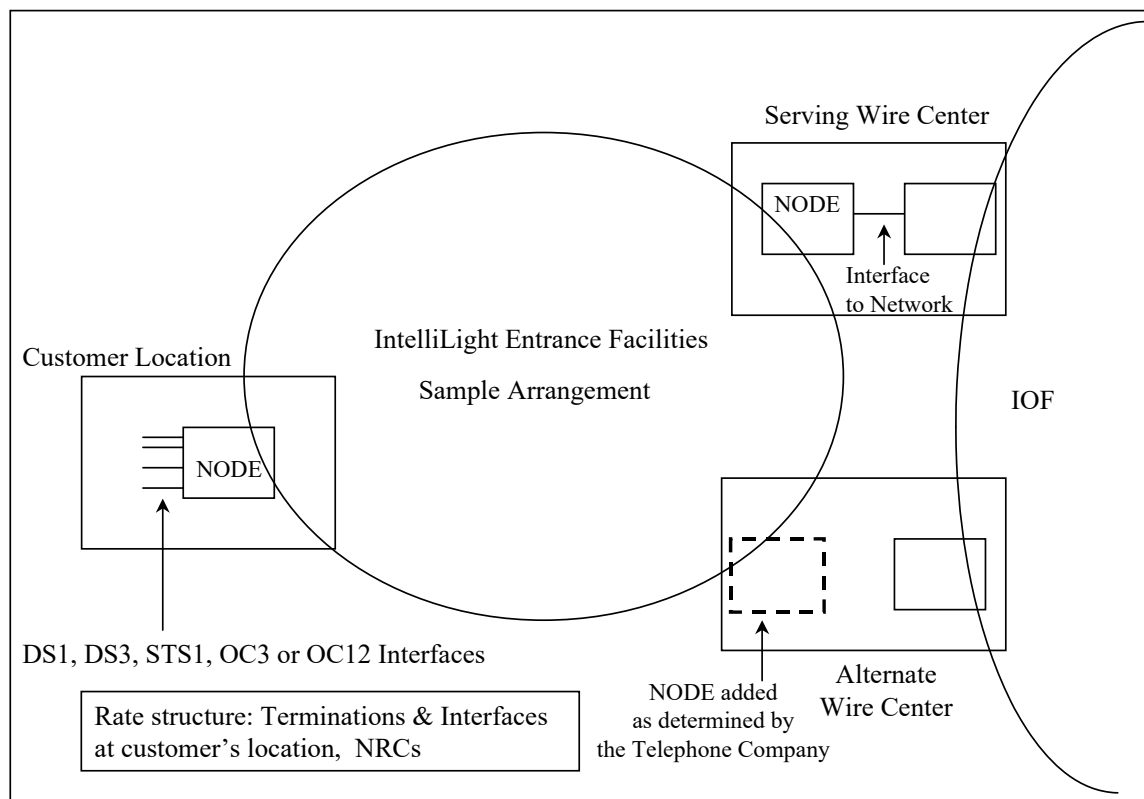 Serving Wire Center
NODE
Interface
to Network
IntelliLight Entrance Facilities
Sample Arrangement
Customer Location
NODE
IOF
DS1, DS3, STS1, OC3 or OC12 Interfaces
Rate structure: Terminations & Interfaces
at customer’s location,  NRCs
NODE added
as determined by
the Telephone Company
Alternate
Wire Center